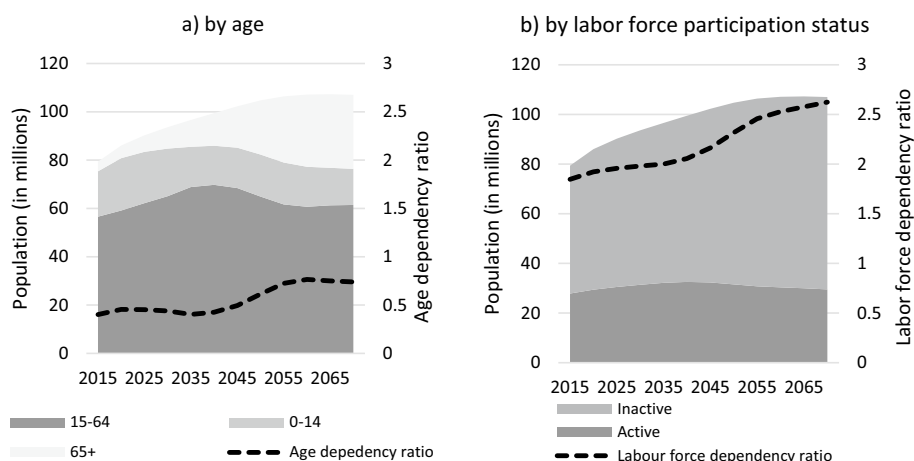 a) by age
120
100
80
60
40
20
0
Population (in millions)
3
2.5
2
1.5
1
0.5
0
Age dependency ratio
2015 2025 2035 2045 2055 2065
15-64
0-14
65+
Age depedency ratio
b) by labor force participation status
120
100
80
60
40
20
0
Population (in millions)
3
2.5
2
1.5
1
0.5
0
Labor force dependency ratio
2015 2025 2035 2045 2055 2065
Inactive
Active
Labour force dependency ratio